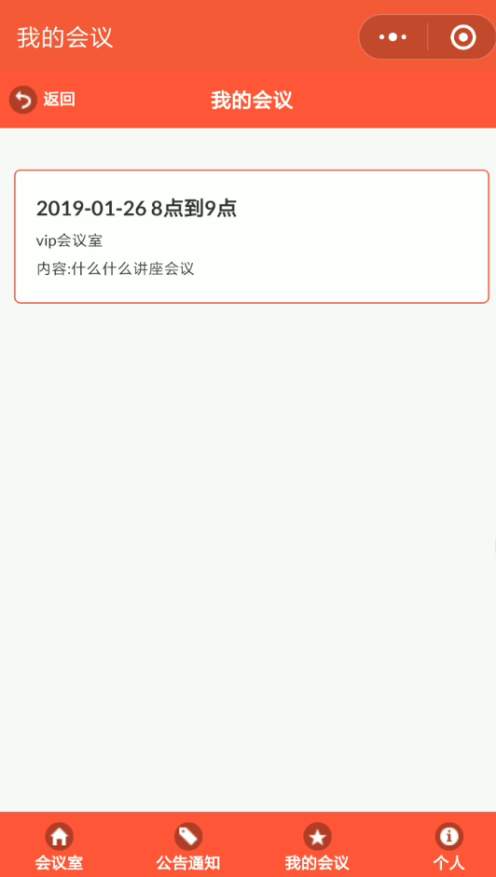 我的会议
返回
我的会议
2019-01-26 8点到9点
vip会议室
内容:什么什么讲座会议
会议室
公告通知
我的会议
个人